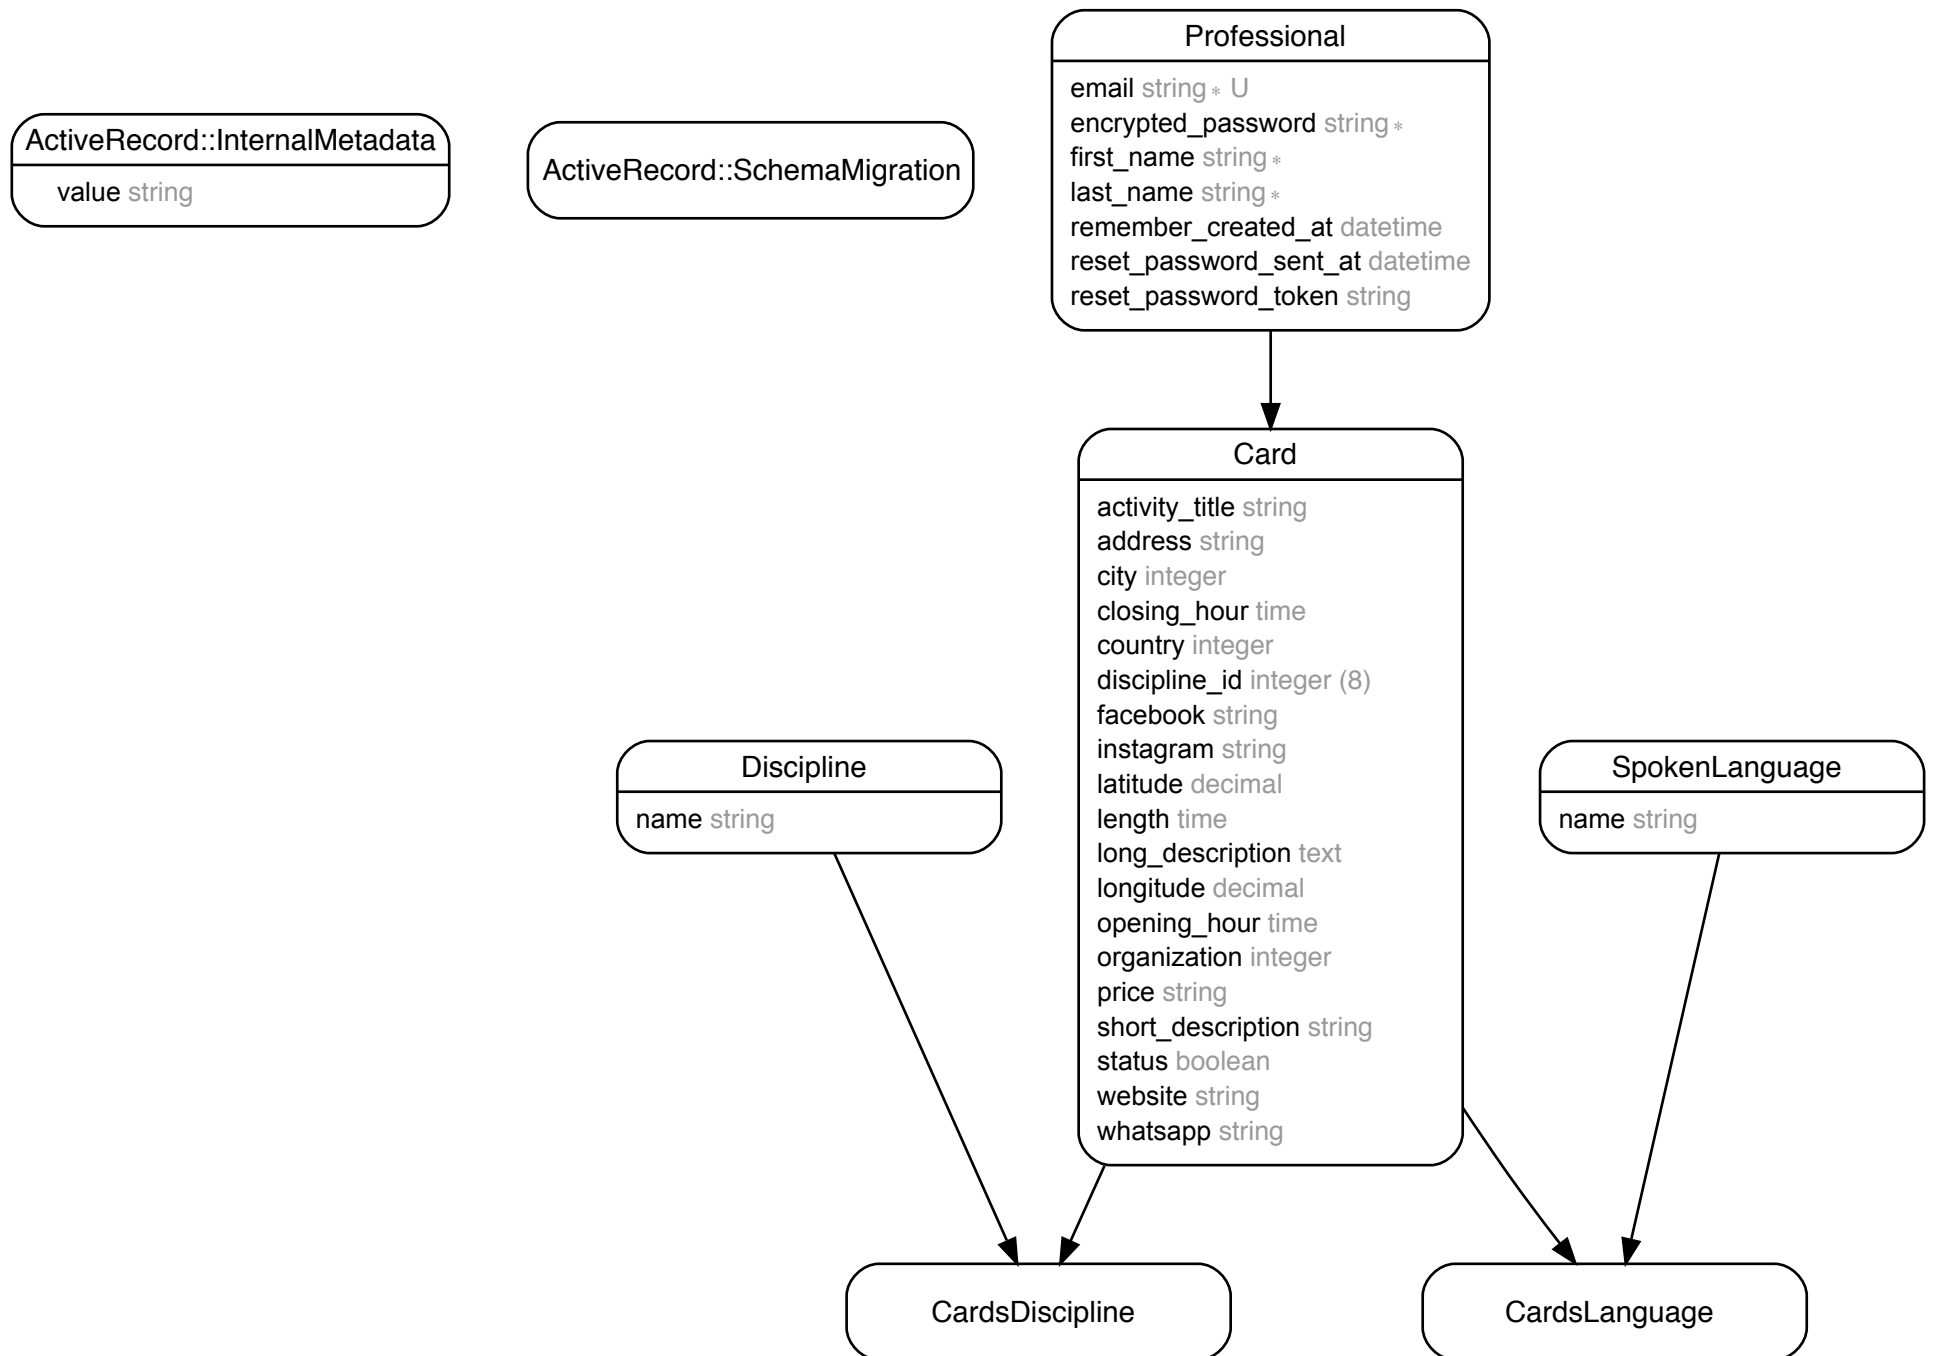 Professional
email string* U
encrypted_password string*
first_name string*
last_name string*
remember_created_at datetime
reset_password_sent_at datetime
reset_password_token string
ActiveRecord::InternalMetadata
value string
ActiveRecord::SchemaMigration
Card
activity_title string
address string
city integer
closing_hour time
country integer
discipline_id integer (8)
facebook string
instagram string
latitude decimal
length time
long_description text
longitude decimal
opening_hour time
organization integer
price string
short_description string
status boolean
website string
whatsapp string
Discipline
name string
SpokenLanguage
name string
CardsDiscipline
CardsLanguage